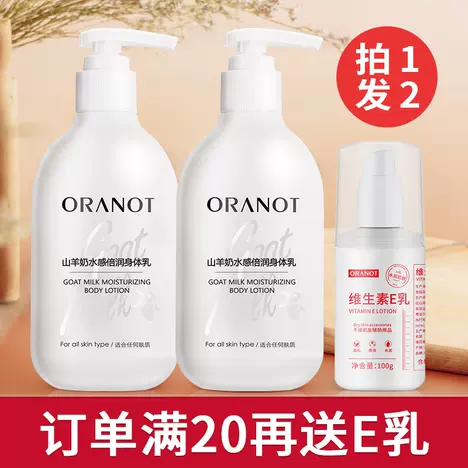 拍1
发2
ORANOT
山羊奶水感倍润身体乳
GOAT MILK MOISTURIZING
BODY LOTION
For all skin type / 适合任何肤质
ORANOT
山羊奶水感倍润身体乳
GOAT MILK MOISTURIZING
BODY LOTION
For all skin type / 适合任何肤质
ORANOT
维生素E乳
VITAMIN E LOTION
净含量:100g
订单满20再送E乳